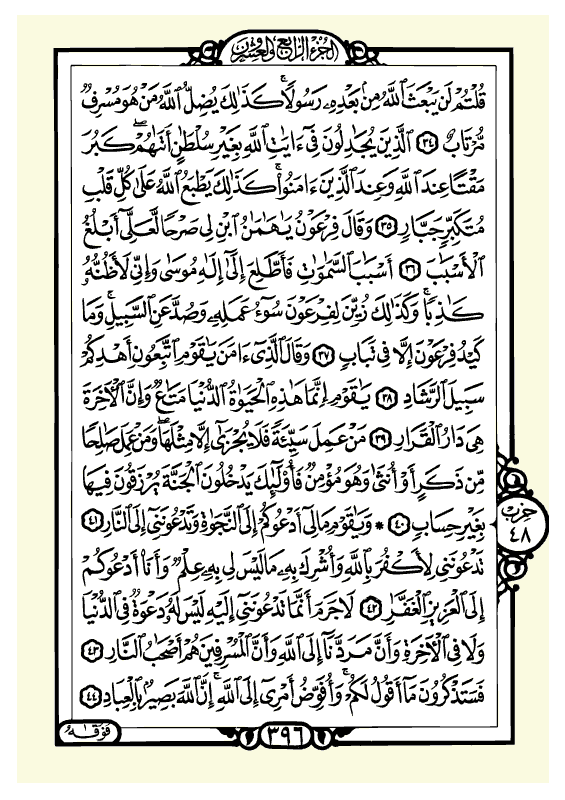 الجزء الرابع والعشرون
قُلْتُمْ لَن يَبْعَثَ ٱللَّهُ مِنۢ بَعْدِهِۦ رَسُولًا ۚ كَذَٰلِكَ يُضِلُّ ٱللَّهُ مَنْ هُوَ مُسْرِفٌ
مُّرْتَابٌ ٣٤ ٱلَّذِينَ يُجَٰدِلُونَ فِىٓ ءَايَٰتِ ٱللَّهِ بِغَيْرِ سُلْطَٰنٍ أَتَىٰهُمْ ۖ كَبُرَ
مَقْتًا عِندَ ٱللَّهِ وَعِندَ ٱلَّذِينَ ءَامَنُوا۟ ۚ كَذَٰلِكَ يَطْبَعُ ٱللَّهُ عَلَىٰ كُلِّ قَلْبِ
مُتَكَبِّرٍ جَبَّارٍ ٣٥ وَقَالَ فِرْعَوْنُ يَٰهَٰمَٰنُ ٱبْنِ لِى صَرْحًا لَّعَلِّىٓ أَبْلُغُ
ٱلْأَسْبَٰبَ ٣٦ أَسْبَٰبَ ٱلسَّمَٰوَٰتِ فَأَطَّلِعَ إِلَىٰٓ إِلَٰهِ مُوسَىٰ وَإِنِّى لَأَظُنُّهُۥ
كَٰذِبًا ۚ وَكَذَٰلِكَ زُيِّنَ لِفِرْعَوْنَ سُوٓءُ عَمَلِهِۦ وَصُدَّ عَنِ ٱلسَّبِيلِ ۚ وَمَا
كَيْدُ فِرْعَوْنَ إِلَّا فِى تَبَابٍ ٣٧ وَقَالَ ٱلَّذِىٓ ءَامَنَ يَٰقَوْمِ ٱتَّبِعُونِ أَهْدِكُمْ
سَبِيلَ ٱلرَّشَادِ ٣٨ يَٰقَوْمِ إِنَّمَا هَٰذِهِ ٱلْحَيَوٰةُ ٱلدُّنْيَا مَتَٰعٌ وَإِنَّ ٱلْءَاخِرَةَ
هِىَ دَارُ ٱلْقَرَارِ ٣٩ مَنْ عَمِلَ سَيِّئَةً فَلَا يُجْزَىٰٓ إِلَّا مِثْلَهَا ۖ وَمَنْ عَمِلَ صَٰلِحًا
مِّن ذَكَرٍ أَوْ أُنثَىٰ وَهُوَ مُؤْمِنٌ فَأُو۟لَٰٓئِكَ يَدْخُلُونَ ٱلْجَنَّةَ يُرْزَقُونَ فِيهَا
بِغَيْرِ حِسَابٍ ٤٠ * وَيَٰقَوْمِ مَا لِىٓ أَدْعُوكُمْ إِلَى ٱلنَّجَوٰةِ وَتَدْعُونَنِىٓ إِلَى ٱلنَّارِ ٤١
حزب
٤٨
تَدْعُونَنِى لِأَكْفُرَ بِٱللَّهِ وَأُشْرِكَ بِهِۦ مَا لَيْسَ لِى بِهِۦ عِلْمٌ وَأَنَا۠ أَدْعُوكُمْ
إِلَى ٱلْعَزِيزِ ٱلْغَفَّٰرِ ٤٢ لَا جَرَمَ أَنَّمَا تَدْعُونَنِىٓ إِلَيْهِ لَيْسَ لَهُۥ دَعْوَةٌ فِى ٱلدُّنْيَا
وَلَا فِى ٱلْءَاخِرَةِ وَأَنَّ مَرَدَّنَآ إِلَى ٱللَّهِ وَأَنَّ ٱلْمُسْرِفِينَ هُمْ أَصْحَٰبُ ٱلنَّارِ ٤٣
فَسَتَذْكُرُونَ مَآ أَقُولُ لَكُمْ ۚ وَأُفَوِّضُ أَمْرِىٓ إِلَى ٱللَّهِ ۚ إِنَّ ٱللَّهَ بَصِيرٌۢ بِٱلْعِبَادِ ٤٤
فَوَقَىٰهُ
٣٩٦